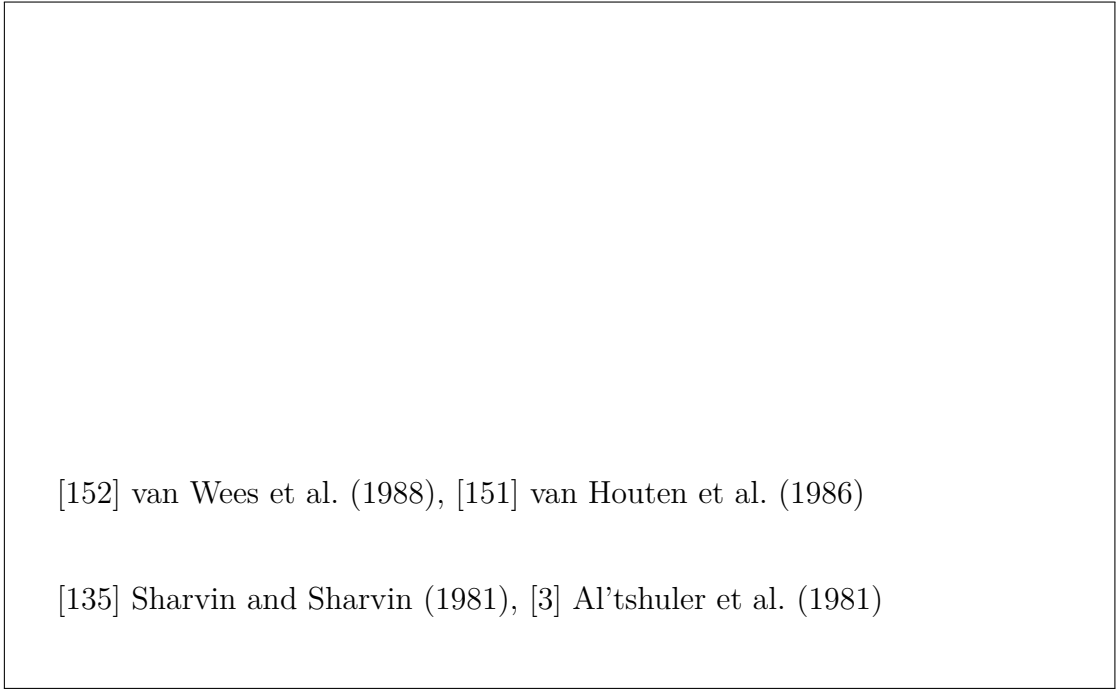 [152] van Wees et al. (1988), [151] van Houten et al. (1986)
[135] Sharvin and Sharvin (1981), [3] Al'tshuler et al. (1981)